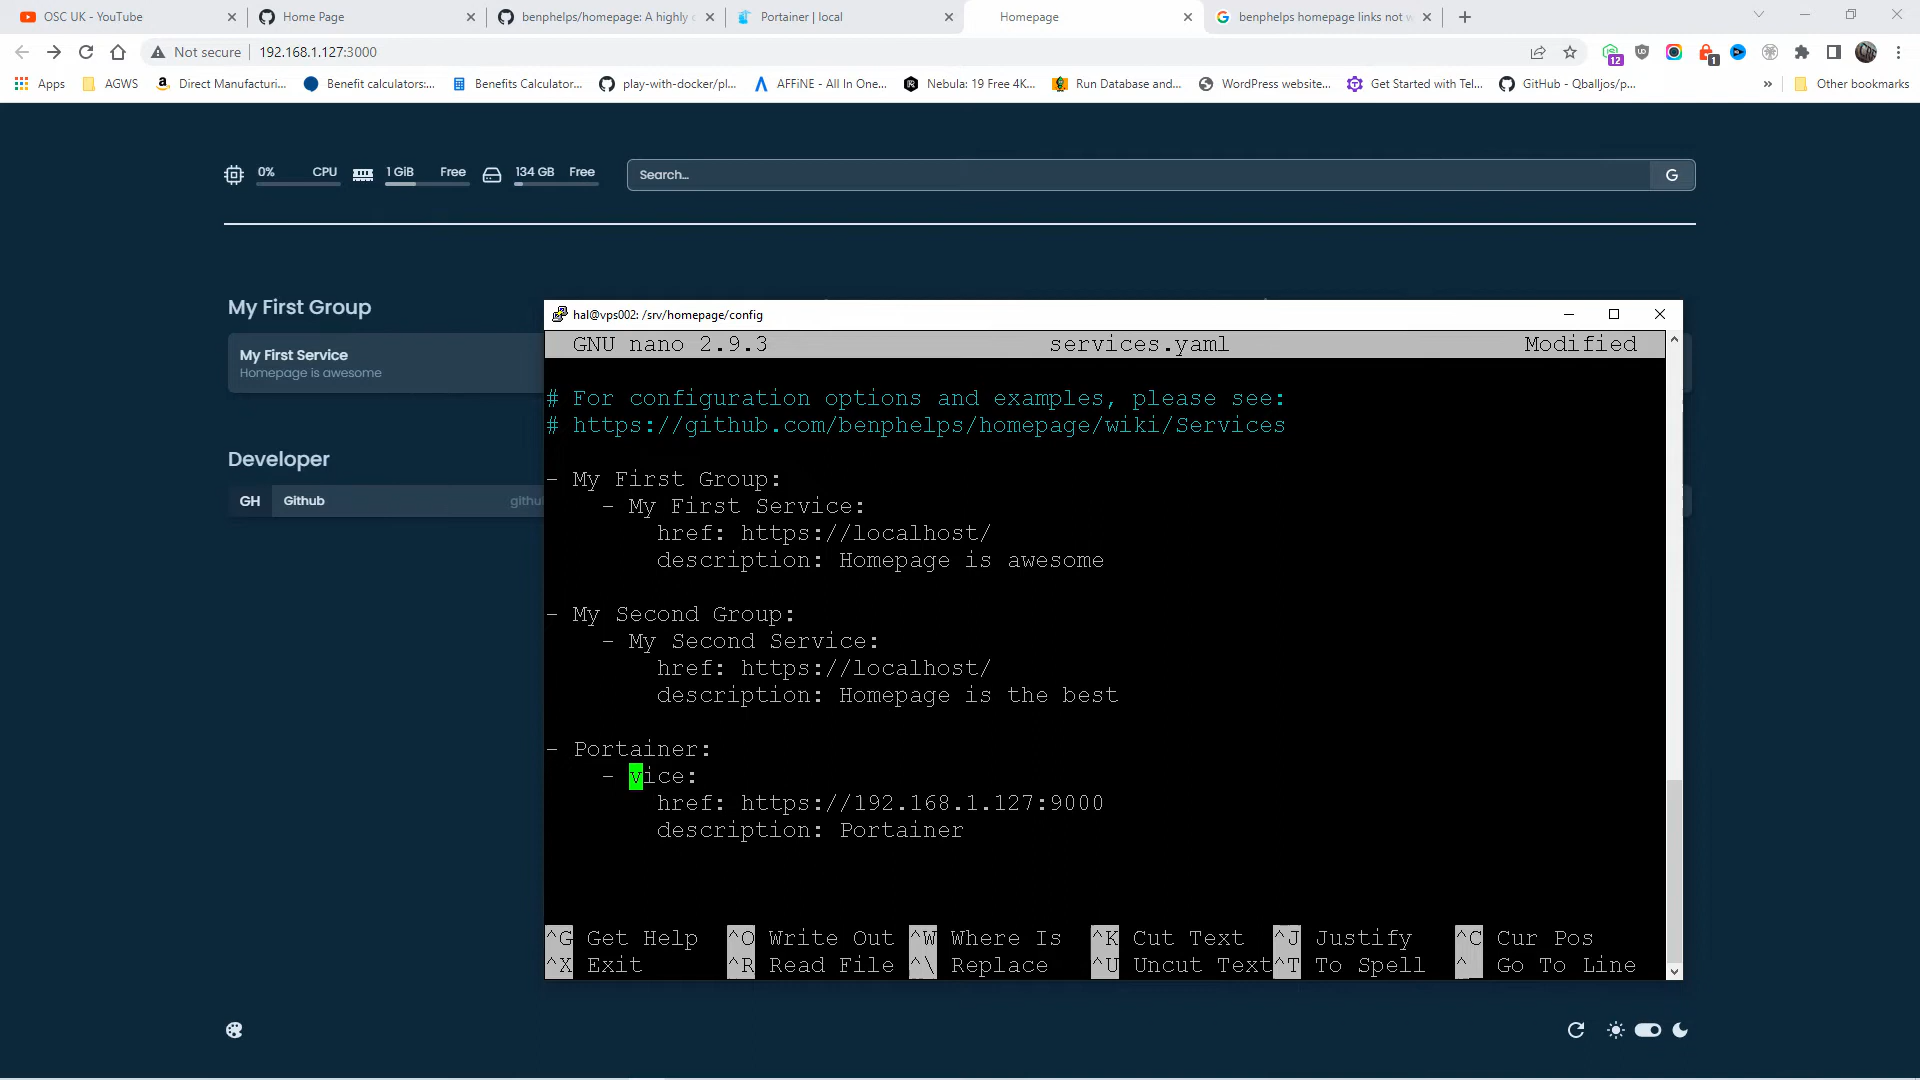 OSC UK - YouTube
Home Page
benphelps/homepage: A highly
Portainer | local
Homepage
benphelps homepage links not w
Not secure
192.168.1.127:3000
12
1
Apps
AGWS
Direct Manufacturi...
Benefit calculators:...
Benefits Calculator...
play-with-docker/pl...
AFFiNE - All In One...
Nebula: 19 Free 4K...
Run Database and...
WordPress website...
Get Started with Tel...
GitHub - Qballjos/p...
»
Other bookmarks
0% CPU
1 GiB Free
134 GB Free
Search...
G
My First Group
My First Service
Homepage is awesome
Developer
GH Github githu
hal@vps002: /srv/homepage/config
GNU nano 2.9.3 services.yaml Modified
# For configuration options and examples, please see:
# https://github.com/benphelps/homepage/wiki/Services
- My First Group:
- My First Service:
href: https://localhost/
description: Homepage is awesome
- My Second Group:
- My Second Service:
href: https://localhost/
description: Homepage is the best
- Portainer:
- vice:
href: https://192.168.1.127:9000
description: Portainer
^G Get Help ^O Write Out ^W Where Is ^K Cut Text ^J Justify ^C Cur Pos
^X Exit ^R Read File ^\ Replace ^U Uncut Text ^T To Spell ^_ Go To Line